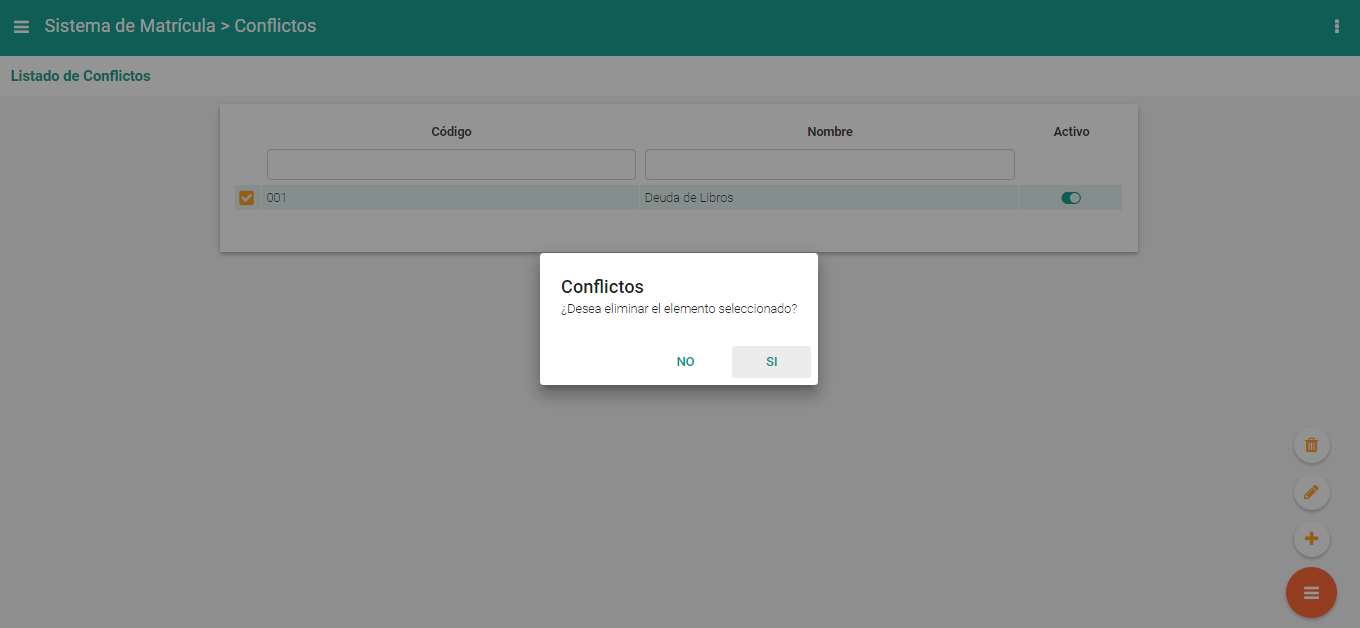 Sistema de Matrícula > Conflictos
Listado de Conflictos
Código Nombre Activo
001 Deuda de Libros
Conflictos
¿Desea eliminar el elemento seleccionado?
NO SI